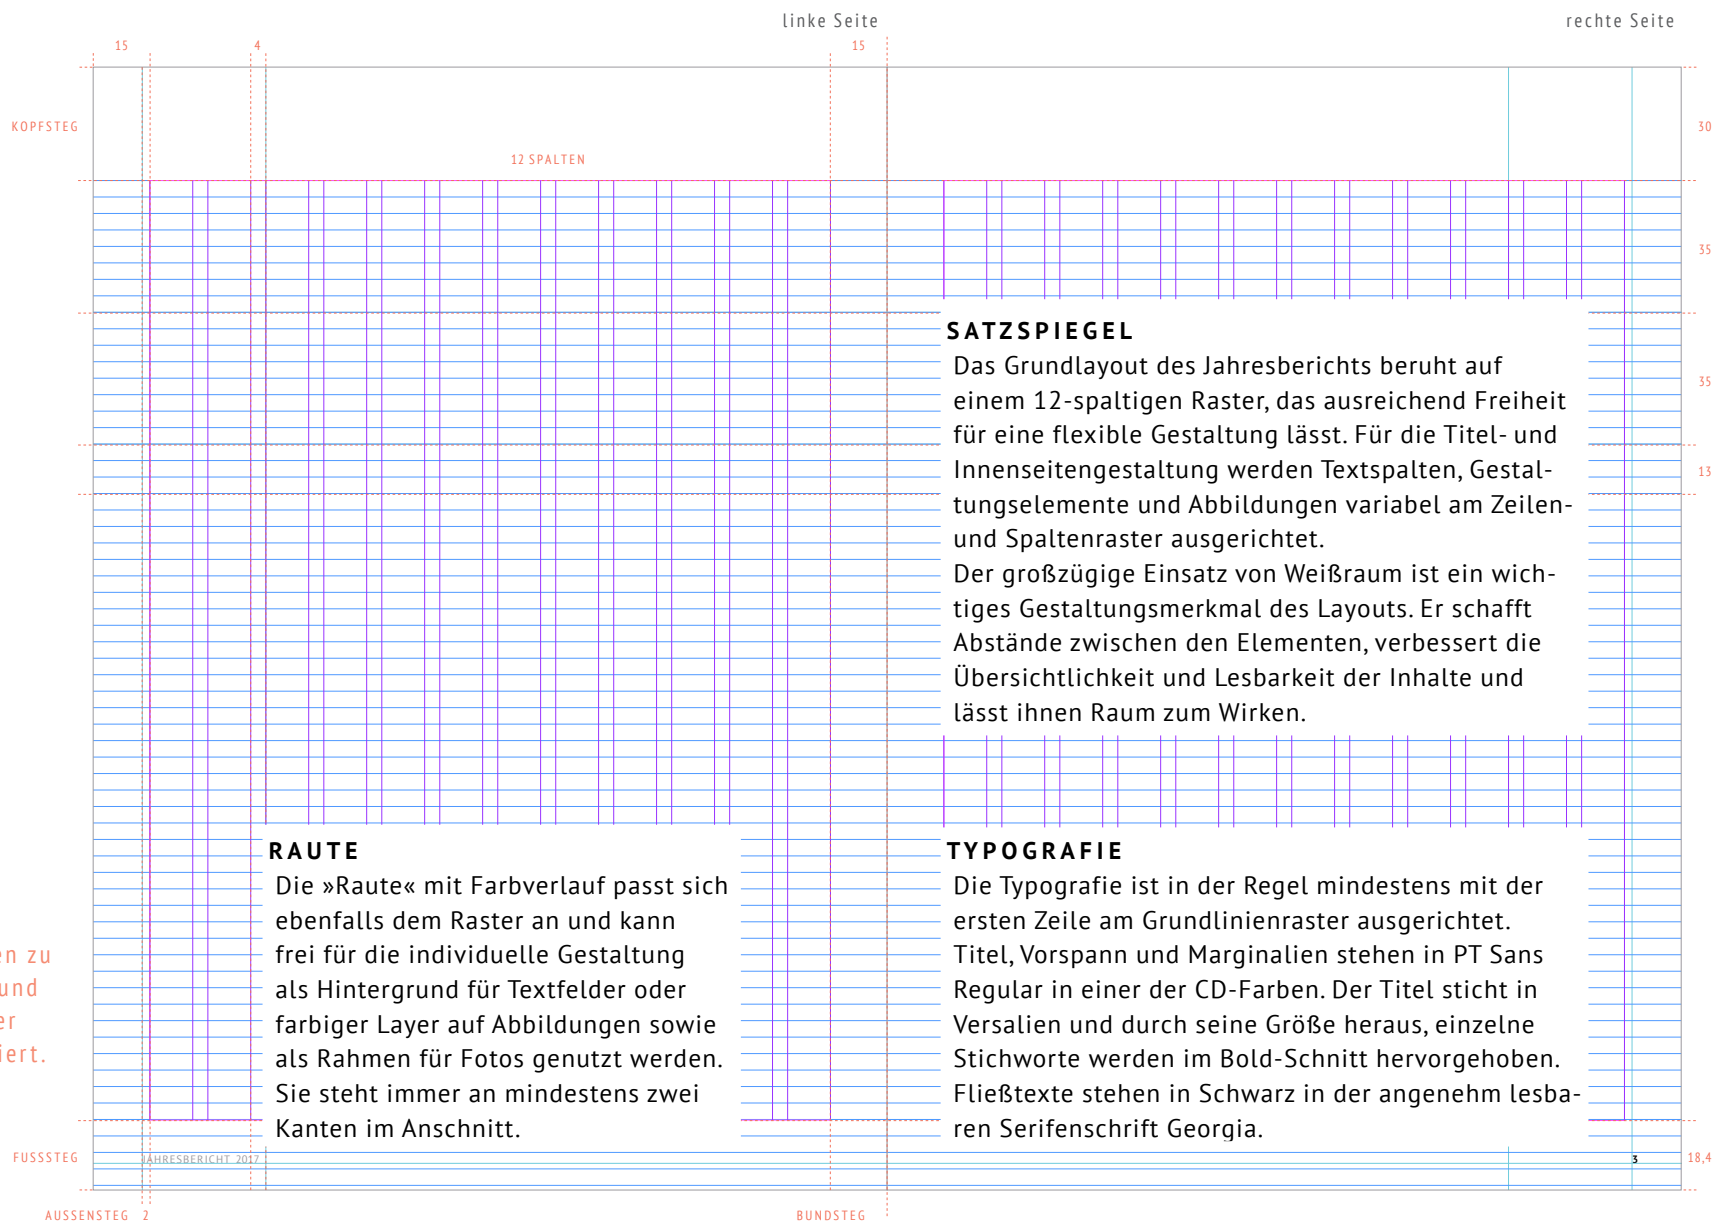 linke Seite
rechte Seite
15
4
15
KOPFSTEG
30
12 SPALTEN
35
SATZSPIEGEL
Das Grundlayout des Jahresberichts beruht auf
einem 12-spaltigen Raster, das ausreichend Freiheit
für eine flexible Gestaltung lässt. Für die Titel- und
Innenseitengestaltung werden Textspalten, Gestal-
tungselemente und Abbildungen variabel am Zeilen-
und Spaltenraster ausgerichtet.
Der großzügige Einsatz von Weißraum ist ein wich-
tiges Gestaltungsmerkmal des Layouts. Er schafft
Abstände zwischen den Elementen, verbessert die
Übersichtlichkeit und Lesbarkeit der Inhalte und
lässt ihnen Raum zum Wirken.
35
13
RAUTE
Die »Raute« mit Farbverlauf passt sich
ebenfalls dem Raster an und kann
frei für die individuelle Gestaltung
als Hintergrund für Textfelder oder
farbiger Layer auf Abbildungen sowie
als Rahmen für Fotos genutzt werden.
Sie steht immer an mindestens zwei
Kanten im Anschnitt.
TYPOGRAFIE
Die Typografie ist in der Regel mindestens mit der
ersten Zeile am Grundlinienraster ausgerichtet.
Titel, Vorspann und Marginalien stehen in PT Sans
Regular in einer der CD-Farben. Der Titel sticht in
Versalien und durch seine Größe heraus, einzelne
Stichworte werden im Bold-Schnitt hervorgehoben.
Fließtexte stehen in Schwarz in der angenehm lesba-
ren Serifenschrift Georgia.
zu
und
FUSSSTEG
JAHRESBERICHT 2017
3
18,4
AUSSENSTEG 2
BUNDSTEG